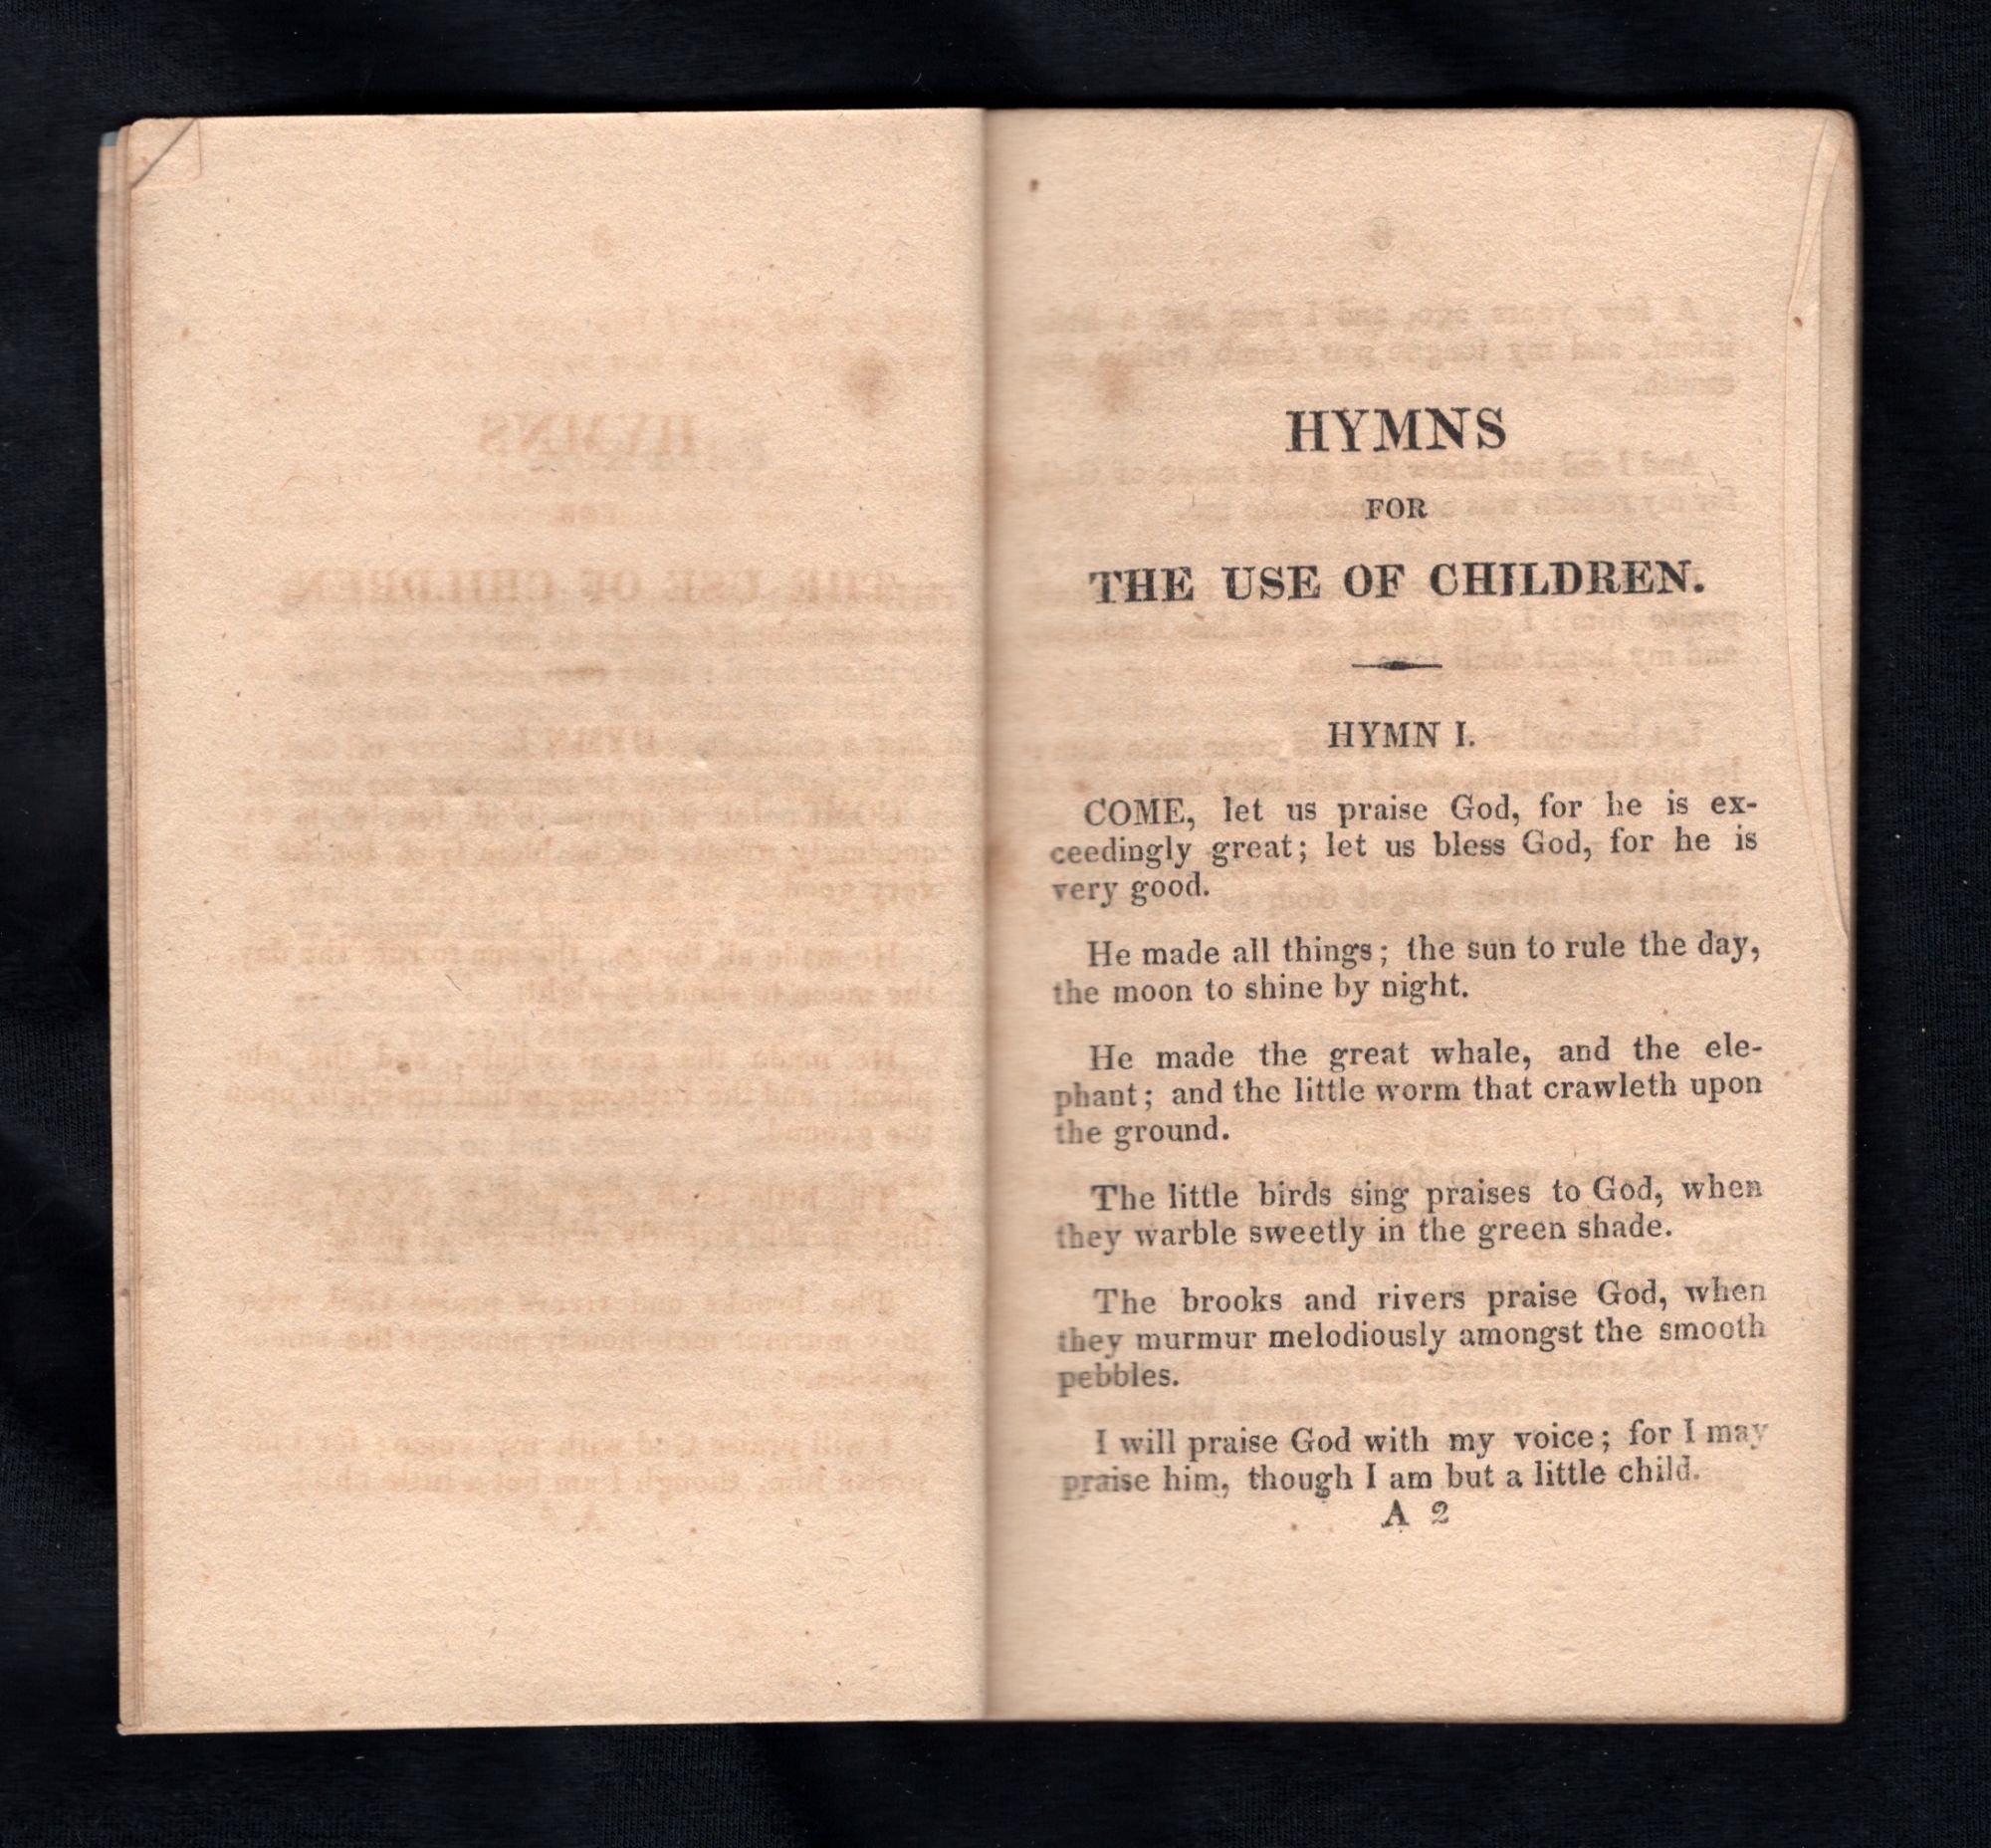 HYMNS
FOR
THE USE OF CHILDREN.
HYMN I.
COME, let us praise God, for he is ex-
ceedingly great; let us bless God, for he is
very good.
He made all things; the sun to rule the day,
the moon to shine by night.
He made the great whale, and the ele-
phant; and the little worm that crawleth upon
the ground.
The little birds sing praises to God, when
they warble sweetly in the green shade.
The brooks and rivers praise God, when
they murmur melodiously amongst the smooth
pebbles.
I will praise God with my voice; for I may
praise him, though I am but a little child.
A 2